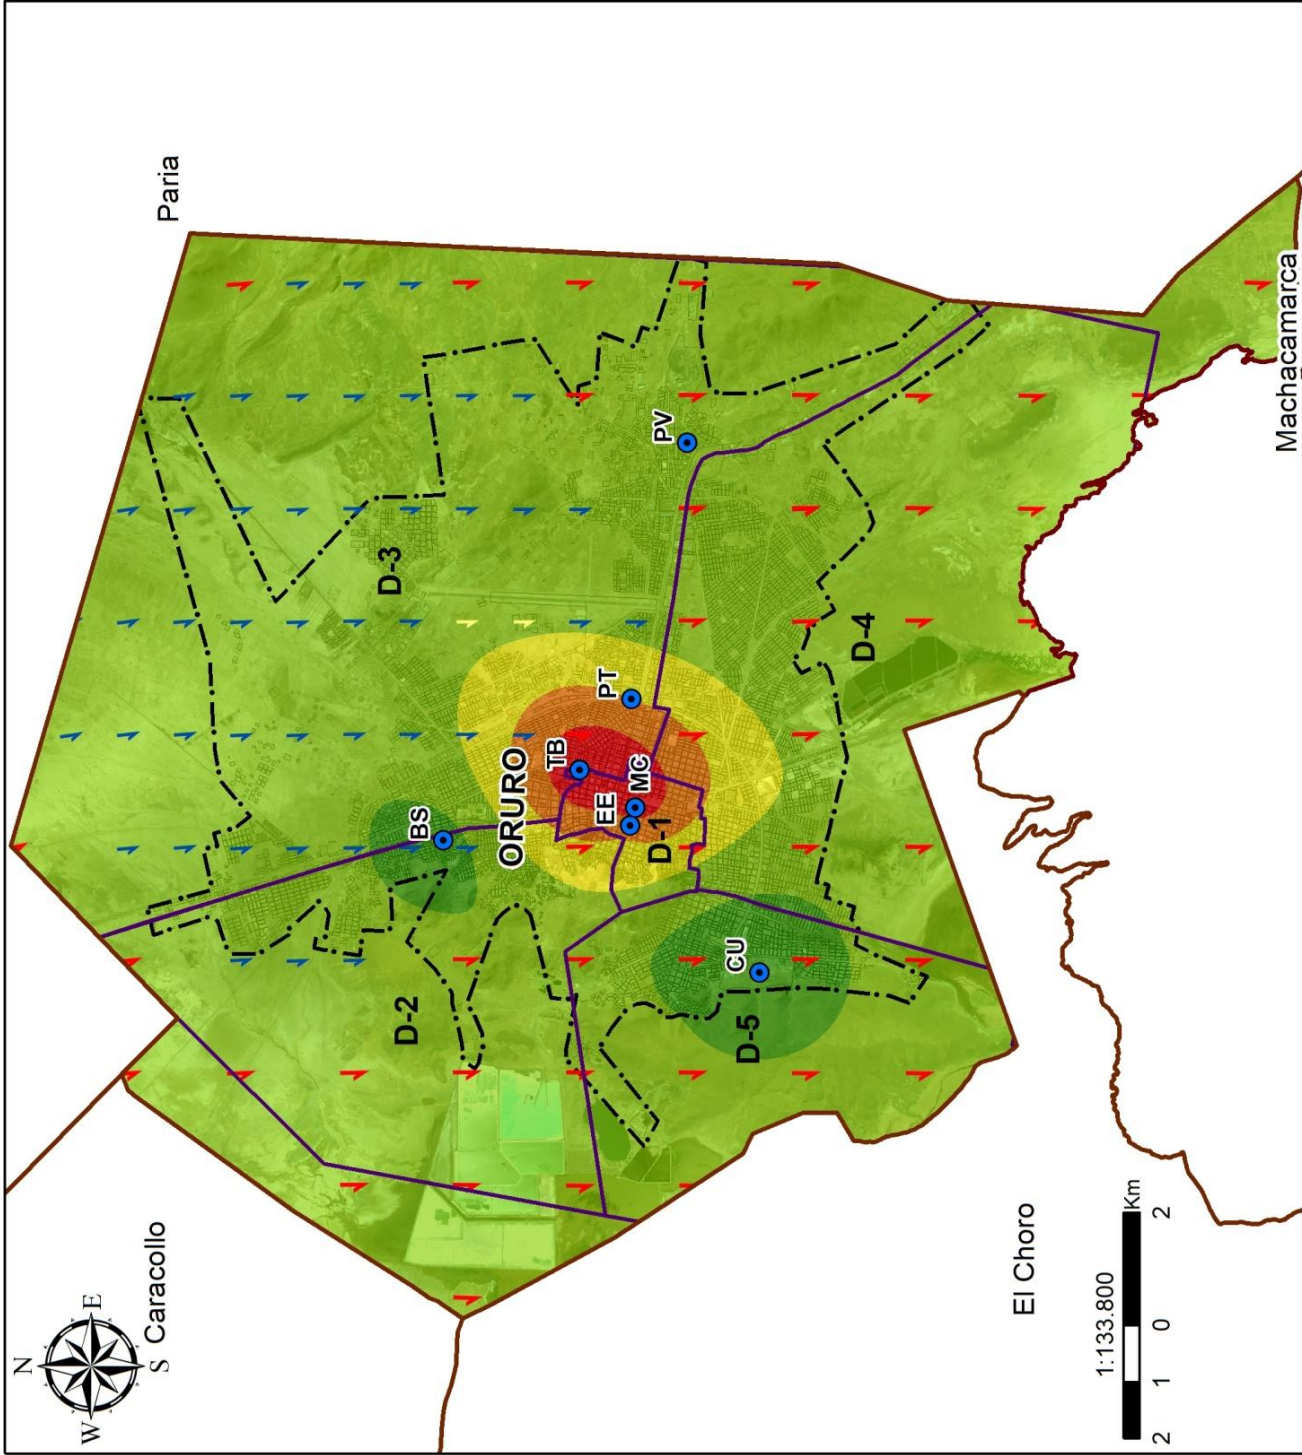 N
W
E
S
Caracollo
Paria
D-3
BS
PV
D-2
ORURO
TB
PT
EE
MC
D-1
D-4
CU
D-5
El Choro
Machacamarca
1:133.800
2 1 0 2
Km